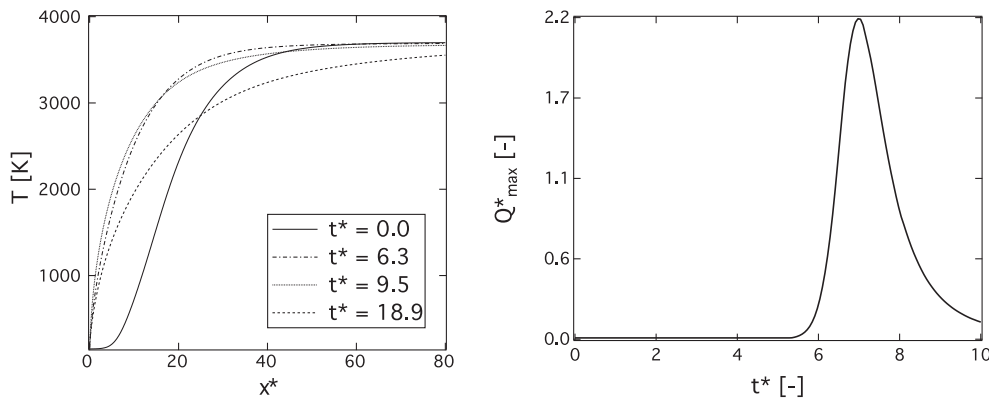 4000
3000
2000
1000
0
20
40
60
80
T [K]
x*
t* = 0.0
t* = 6.3
t* = 9.5
t* = 18.9
2.2
1.7
1.1
0.6
0.0
0
2
4
6
8
10
Q*max [-]
t* [-]